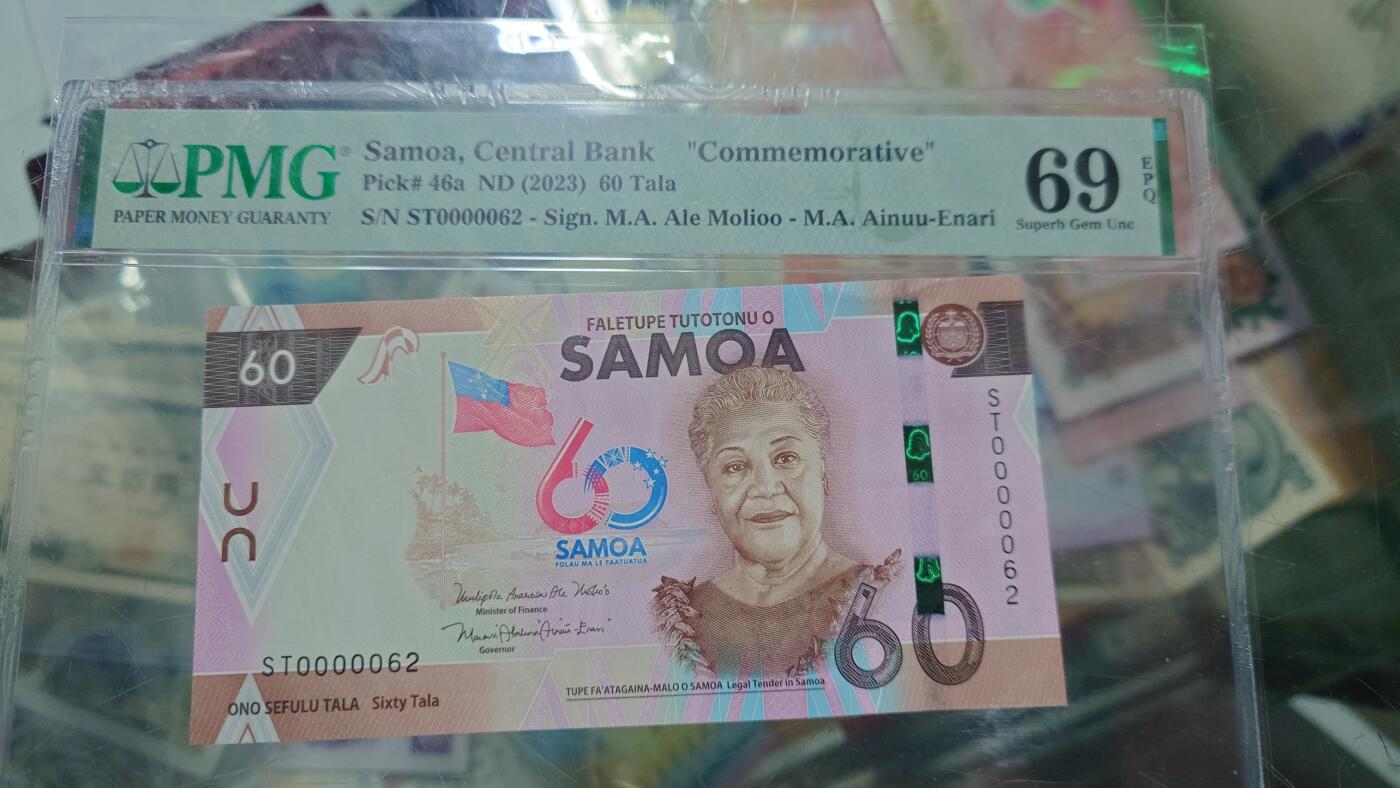 PMG®
PAPER MONEY GUARANTY
Samoa, Central Bank "Commemorative"
Pick# 46a ND (2023) 60 Tala
S/N ST0000062 - Sign. M.A. Ale Molioo - M.A. Ainuu-Enari
69
EPQ
Superb Gem Unc
FALETUPE TUTOTONU O
SAMOA
60
60
SAMOA
FOLAU MA LE FAATUATUA
Minister of Finance
Governor
60
60
ST0000062
ST0000062
ONO SEFULU TALA Sixty Tala
TUPE FA'ATAGAINA-MALO O SAMOA Legal Tender in Samoa